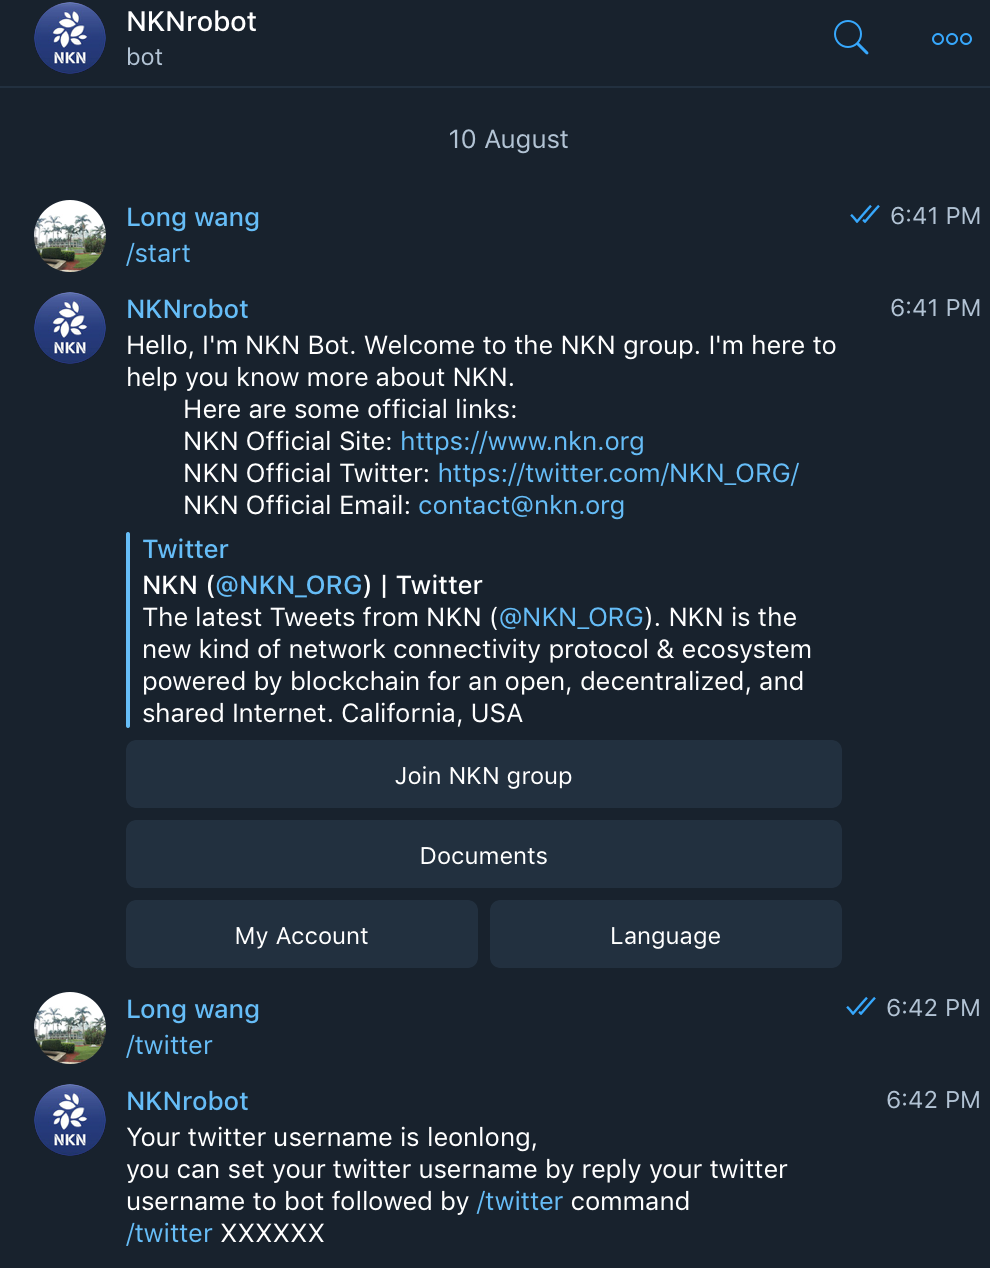 NKNrobot
bot
NKN
10 August
Long wang
6:41 PM
/start
NKNrobot
6:41 PM
NKN
Hello, I'm NKN Bot. Welcome to the NKN group. I'm here to
help you know more about NKN.
Here are some official links:
NKN Official Site: https://www.nkn.org
NKN Official Twitter: https://twitter.com/NKN_ORG/
NKN Official Email: contact@nkn.org
Twitter
NKN (@NKN_ORG) | Twitter
The latest Tweets from NKN (@NKN_ORG). NKN is the
new kind of network connectivity protocol & ecosystem
powered by blockchain for an open, decentralized, and
shared Internet. California, USA
Join NKN group
Documents
My Account
Language
Long wang
6:42 PM
/twitter
NKNrobot
6:42 PM
NKN
Your twitter username is leonlong,
you can set your twitter username by reply your twitter
username to bot followed by /twitter command
/twitter XXXXXX